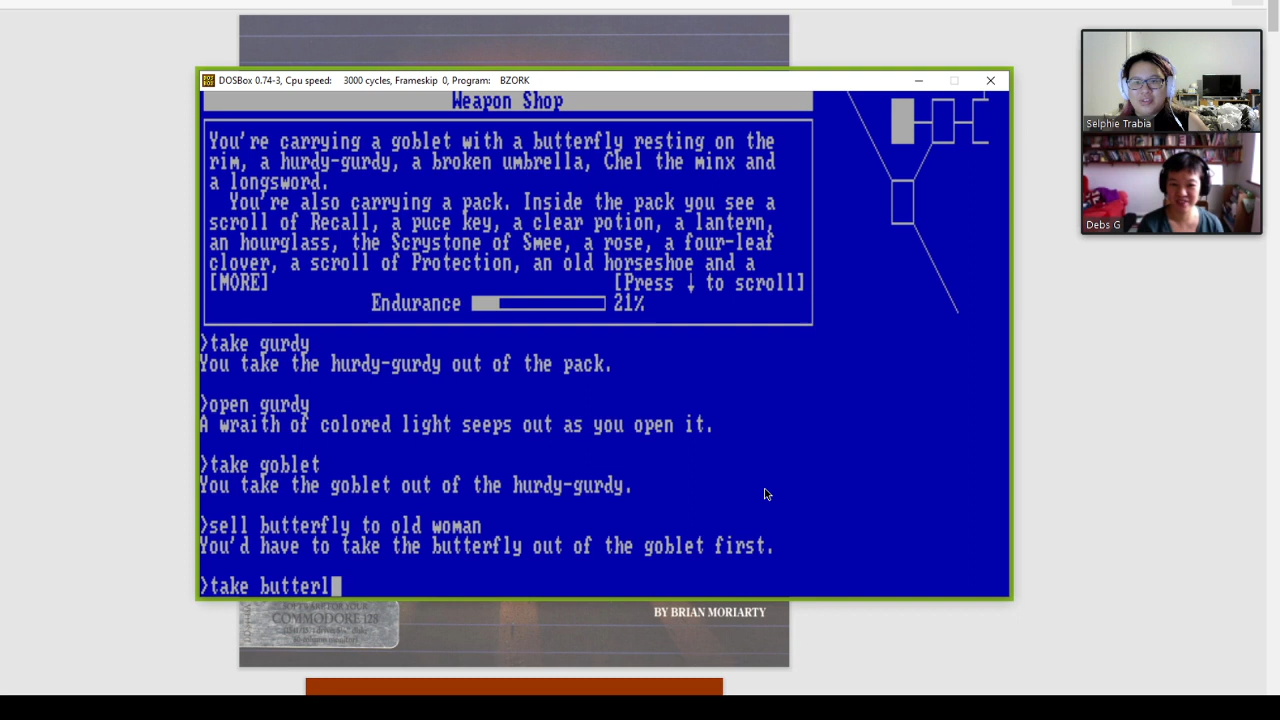 DOSBox 0.74-3, Cpu speed: 3000 cycles, Frameskip 0, Program: BZORK
Weapon Shop
You're carrying a goblet with a butterfly resting on the
rim, a hurdy-gurdy, a broken umbrella, Chel the minx and
a longsword.
You're also carrying a pack. Inside the pack you see a
scroll of Recall, a puce key, a clear potion, a lantern,
an hourglass, the Scrystone of Smee, a rose, a four-leaf
clover, a scroll of Protection, an old horseshoe and a
[MORE] [Press ↓ to scroll]
Endurance 21%
>take gurdy
You take the hurdy-gurdy out of the pack.
>open gurdy
A wraith of colored light seeps out as you open it.
>take goblet
You take the goblet out of the hurdy-gurdy.
>sell butterfly to old woman
You'd have to take the butterfly out of the goblet first.
>take butterl
Selphie Trabia
Debs G
COMMODORE 128
BY BRIAN MORIARTY